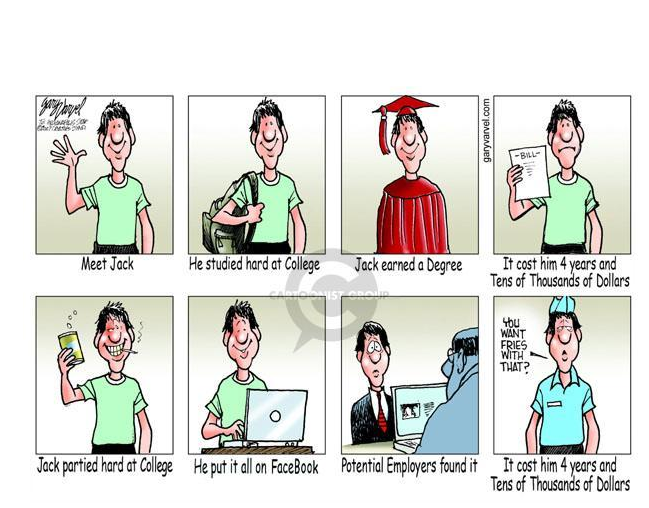 Gary Varvel
Meet Jack
He studied hard at College
Jack earned a Degree
garyvarvel.com
-BILL-
It cost him 4 years and
Tens of Thousands of Dollars
CARTOONIST GROUP
Jack partied hard at College
He put it all on FaceBook
Potential Employers found it
YOU
WANT
FRIES
WITH
THAT?
It cost him 4 years and
Tens of Thousands of Dollars